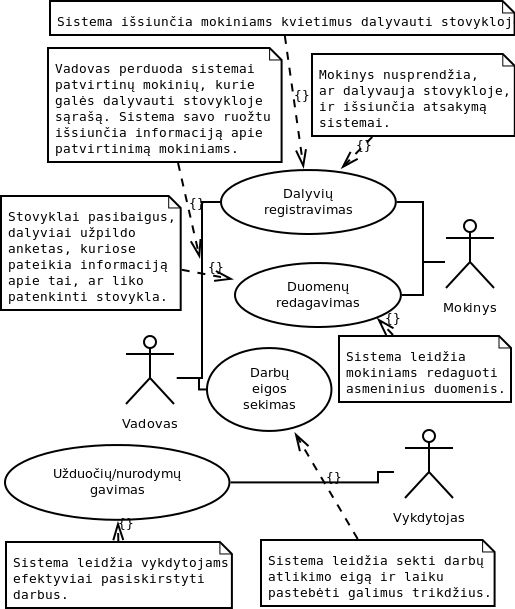 Sistema išsiunčia mokiniams kvietimus dalyvauti stovykloj
Vadovas perduoda sistemai
patvirtinų mokinių, kurie
galės dalyvauti stovykloje
sąrašą. Sistema savo ruožtu
išsiunčia informaciją apie
patvirtinimą mokiniams.
{}
Mokinys nusprendžia,
ar dalyvauja stovykloje,
ir išsiunčia atsakymą
sistemai.
{}
Dalyvių
registravimas
{}
Stovyklai pasibaigus,
dalyviai užpildo
anketas, kuriose
pateikia informaciją
apie tai, ar liko
patenkinti stovykla.
{}
Duomenų
redagavimas
Mokinys
{}
Sistema leidžia
mokiniams redaguoti
asmeninius duomenis.
Darbų
eigos
sekimas
Vadovas
Užduočių/nurodymų
gavimas
{}
Vykdytojas
{}
Sistema leidžia vykdytojams
efektyviai pasiskirstyti
darbus.
Sistema leidžia sekti darbų
atlikimo eigą ir laiku
pastebėti galimus trikdžius.